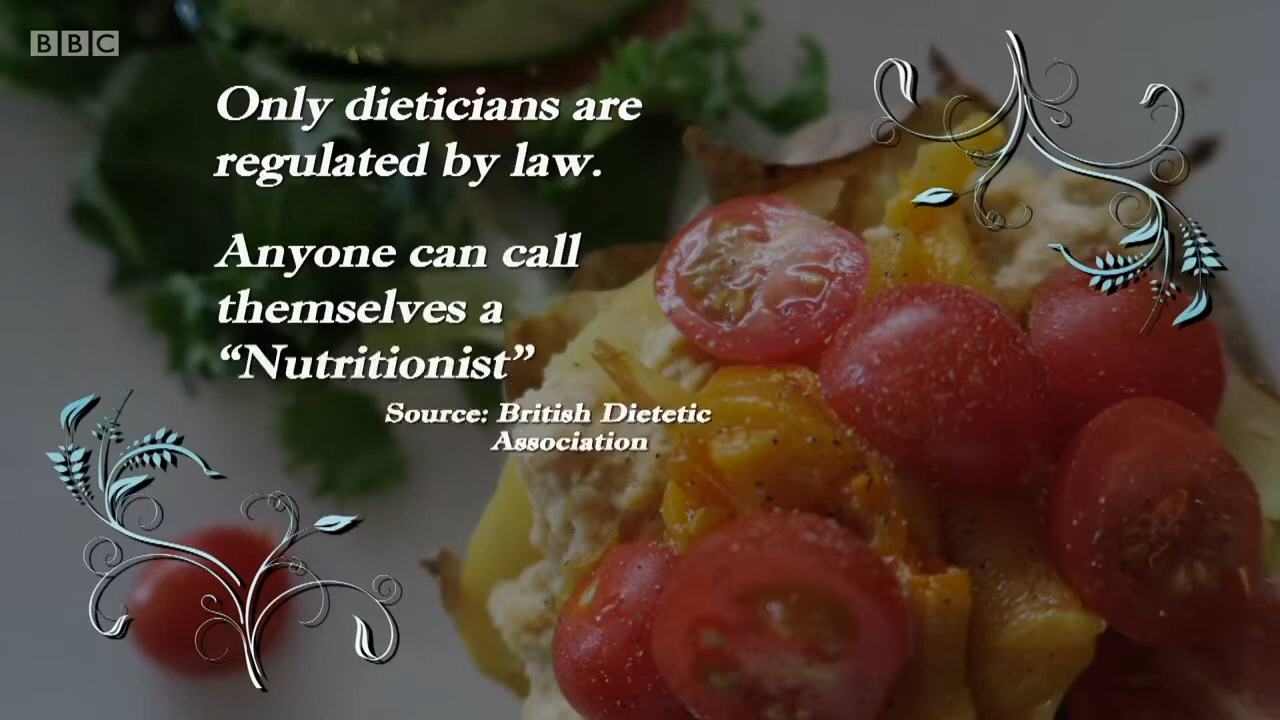 BBC
Only dieticians are
regulated by law.
Anyone can call
themselves a
“Nutritionist”
Source: British Dietetic
Association